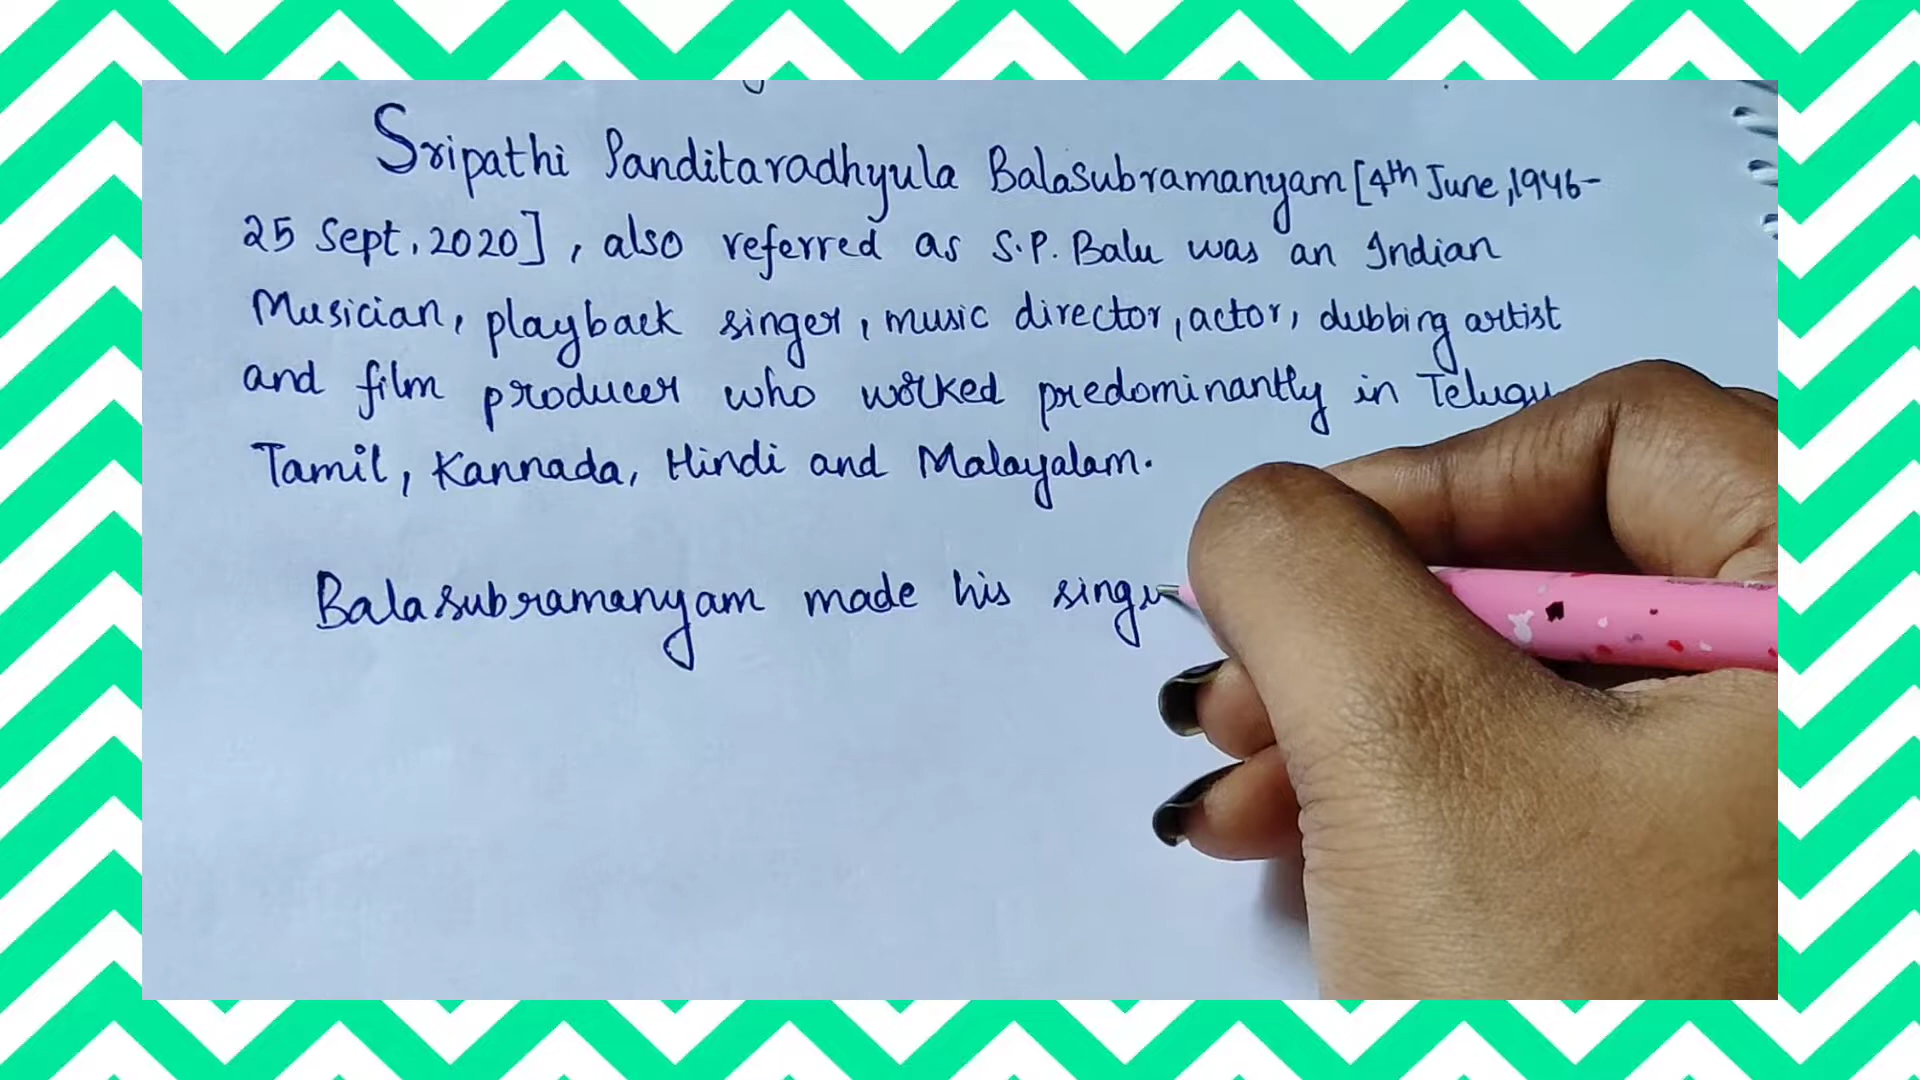 Sripathi Panditaradhyula Balasubramanyam [4th June, 1946-
25 Sept. 2020], also referred as S.P. Balu was an Indian
Musician, playback singer, music director, actor, dubbing artist
and film producer who worked predominantly in Telugu
Tamil, Kannada, Hindi and Malayalam.
Balasubramanyam made his